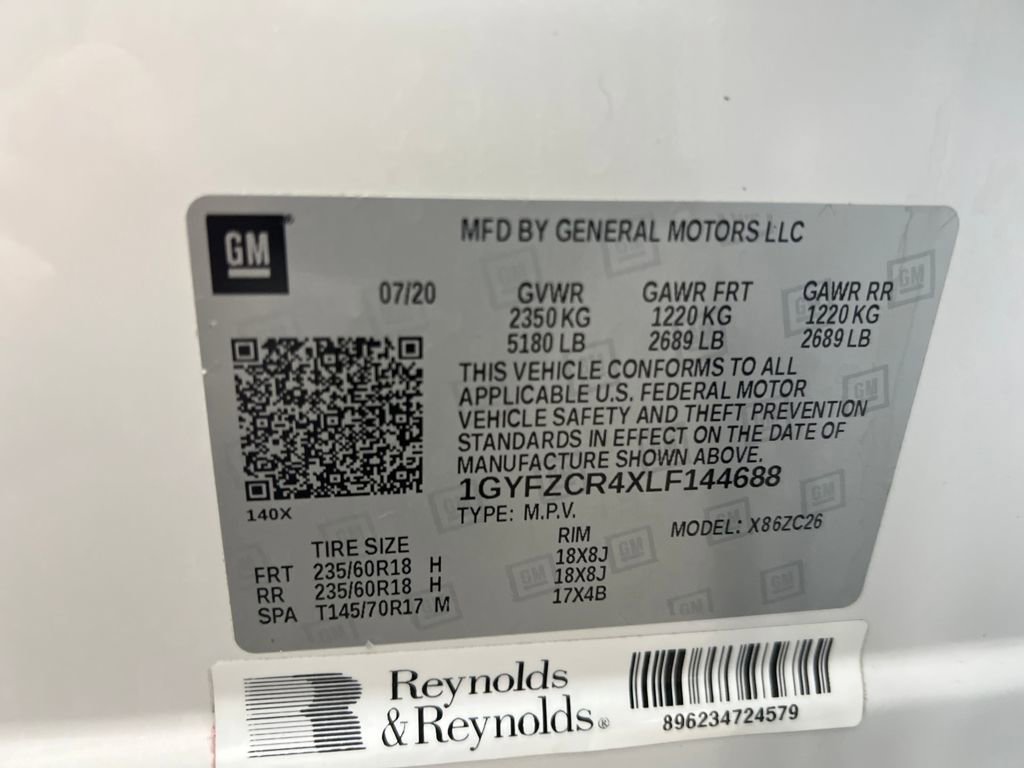 GM
MFD BY GENERAL MOTORS LLC
07/20 GVWR GAWR FRT GAWR RR
2350 KG 1220 KG 1220 KG
5180 LB 2689 LB 2689 LB
THIS VEHICLE CONFORMS TO ALL
APPLICABLE U.S. FEDERAL MOTOR
VEHICLE SAFETY AND THEFT PREVENTION
STANDARDS IN EFFECT ON THE DATE OF
MANUFACTURE SHOWN ABOVE.
1GYFZCR4XLF144688
140X
TYPE: M.P.V. MODEL: X86ZC26
TIRE SIZE RIM
FRT 235/60R18 H 18X8J
RR 235/60R18 H 18X8J
SPA T145/70R17 M 17X4B
Reynolds
&Reynolds®
896234724579